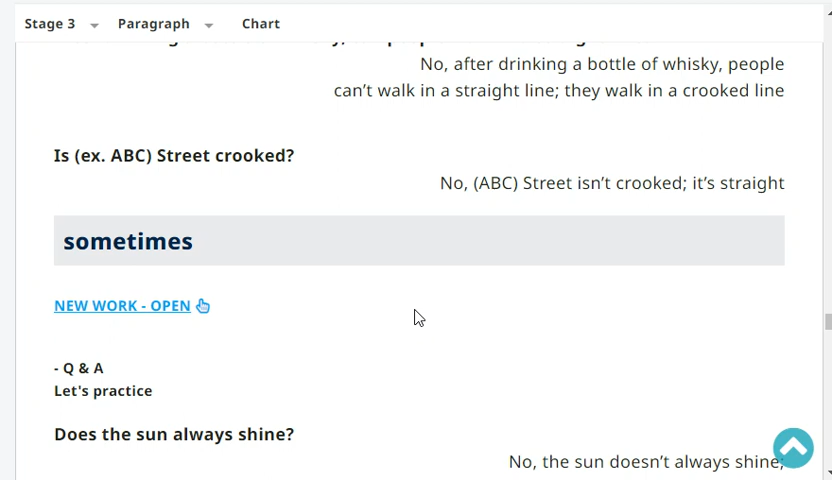 Stage 3 Paragraph Chart
No, after drinking a bottle of whisky, people
can't walk in a straight line; they walk in a crooked line
Is (ex. ABC) Street crooked?
No, (ABC) Street isn't crooked; it's straight
sometimes
NEW WORK - OPEN
- Q & A
Let's practice
Does the sun always shine?
No, the sun doesn't always shine;